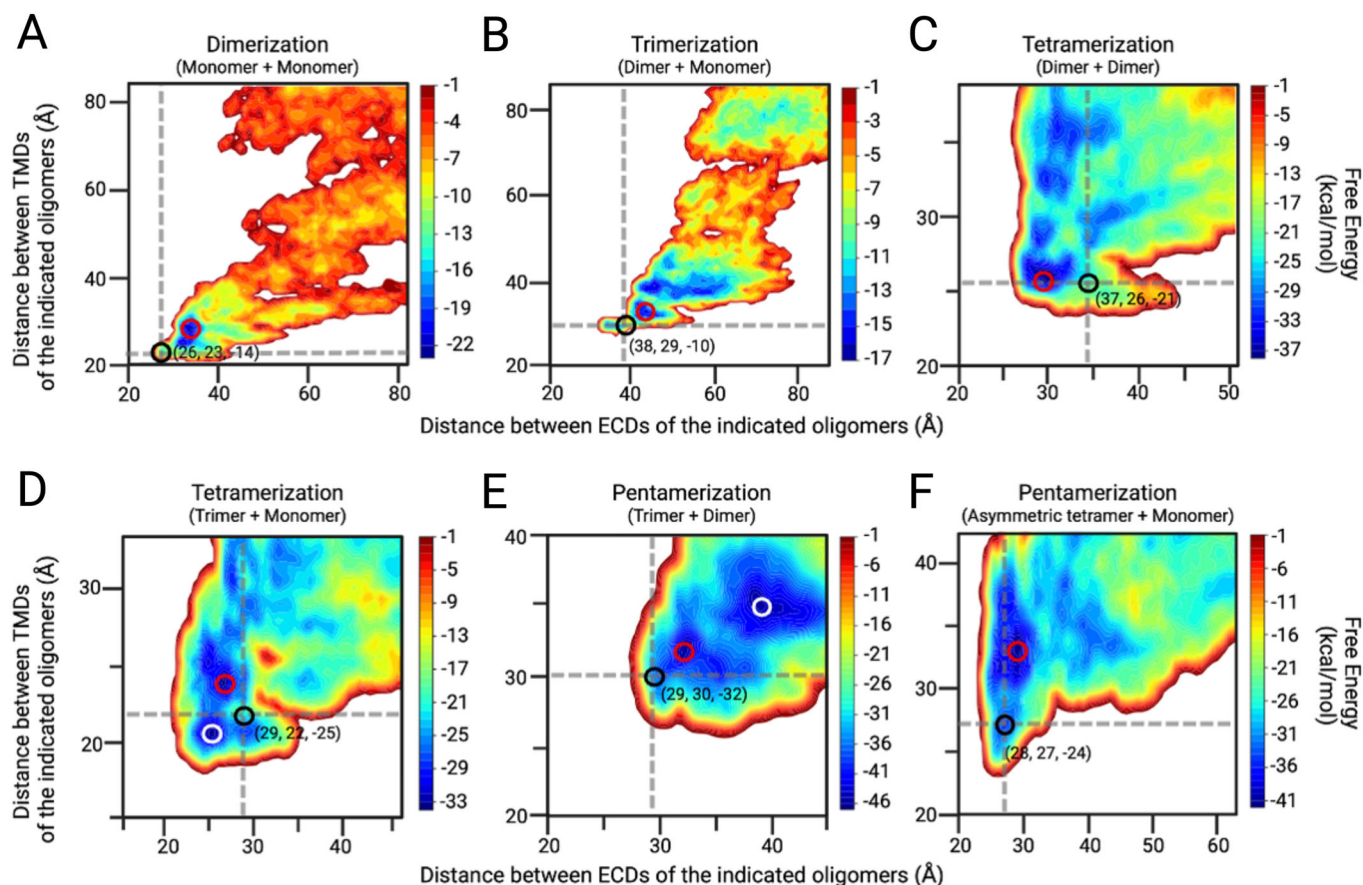 A
Dimerization
(Monomer + Monomer)
Distance between TMDs
of the indicated oligomers (Å)
80
60
40
20
20
40
60
80
(26, 23, -14)
-1
-4
-7
-10
-13
-16
-19
-22
B
Trimerization
(Dimer + Monomer)
80
60
40
20
20
40
60
80
(38, 29, -10)
-1
-3
-5
-7
-9
-11
-13
-15
-17
C
Tetramerization
(Dimer + Dimer)
30
20
20
30
40
50
(37, 26, -21)
-1
-5
-9
-13
-17
-21
-25
-29
-33
-37
Free Energy
(kcal/mol)
Distance between ECDs of the indicated oligomers (Å)
D
Tetramerization
(Trimer + Monomer)
Distance between TMDs
of the indicated oligomers (Å)
30
20
20
30
40
(29, 22, -25)
-1
-5
-9
-13
-17
-21
-25
-29
-33
E
Pentamerization
(Trimer + Dimer)
40
30
20
20
30
40
(29, 30, -32)
-1
-6
-11
-16
-21
-26
-31
-36
-41
-46
F
Pentamerization
(Asymmetric tetramer + Monomer)
40
30
20
20
30
40
50
60
(28, 27, -24)
-1
-6
-11
-16
-21
-26
-31
-36
-41
Free Energy
(kcal/mol)
Distance between ECDs of the indicated oligomers (Å)